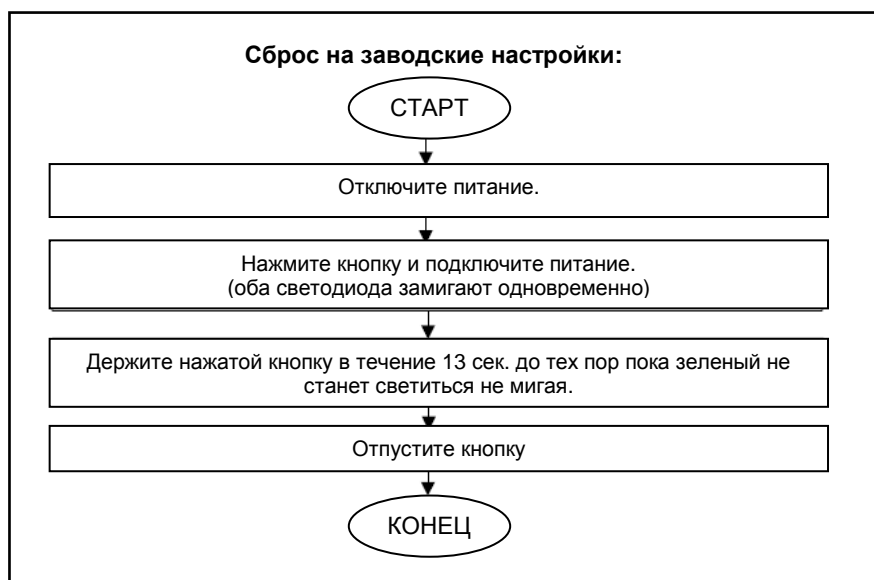 Сброс на заводские настройки:
СТАРТ
Отключите питание.
Нажмите кнопку и подключите питание.
(оба светодиода замигают одновременно)
Держите нажатой кнопку в течение 13 сек. до тех пор пока зеленый не
станет светиться не мигая.
Отпустите кнопку
КОНЕЦ